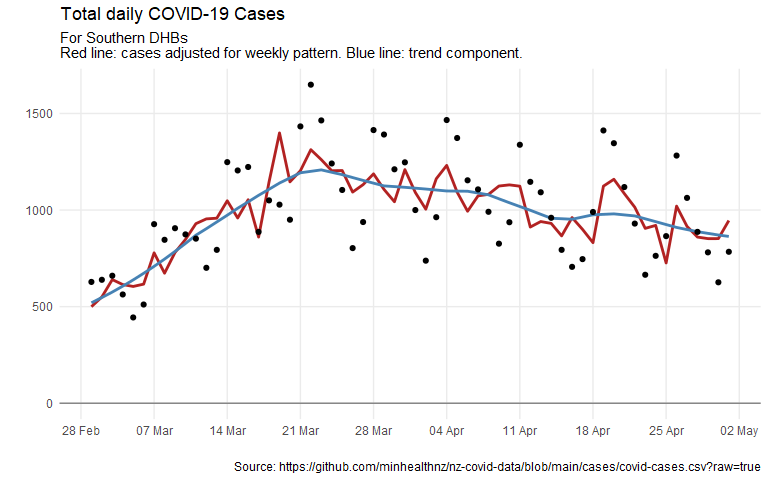 Total daily COVID-19 Cases
For Southern DHBs
Red line: cases adjusted for weekly pattern. Blue line: trend component.
1500
1000
500
0
28 Feb 07 Mar 14 Mar 21 Mar 28 Mar 04 Apr 11 Apr 18 Apr 25 Apr 02 May
Source: https://github.com/minhealthnz/nz-covid-data/blob/main/cases/covid-cases.csv?raw=true